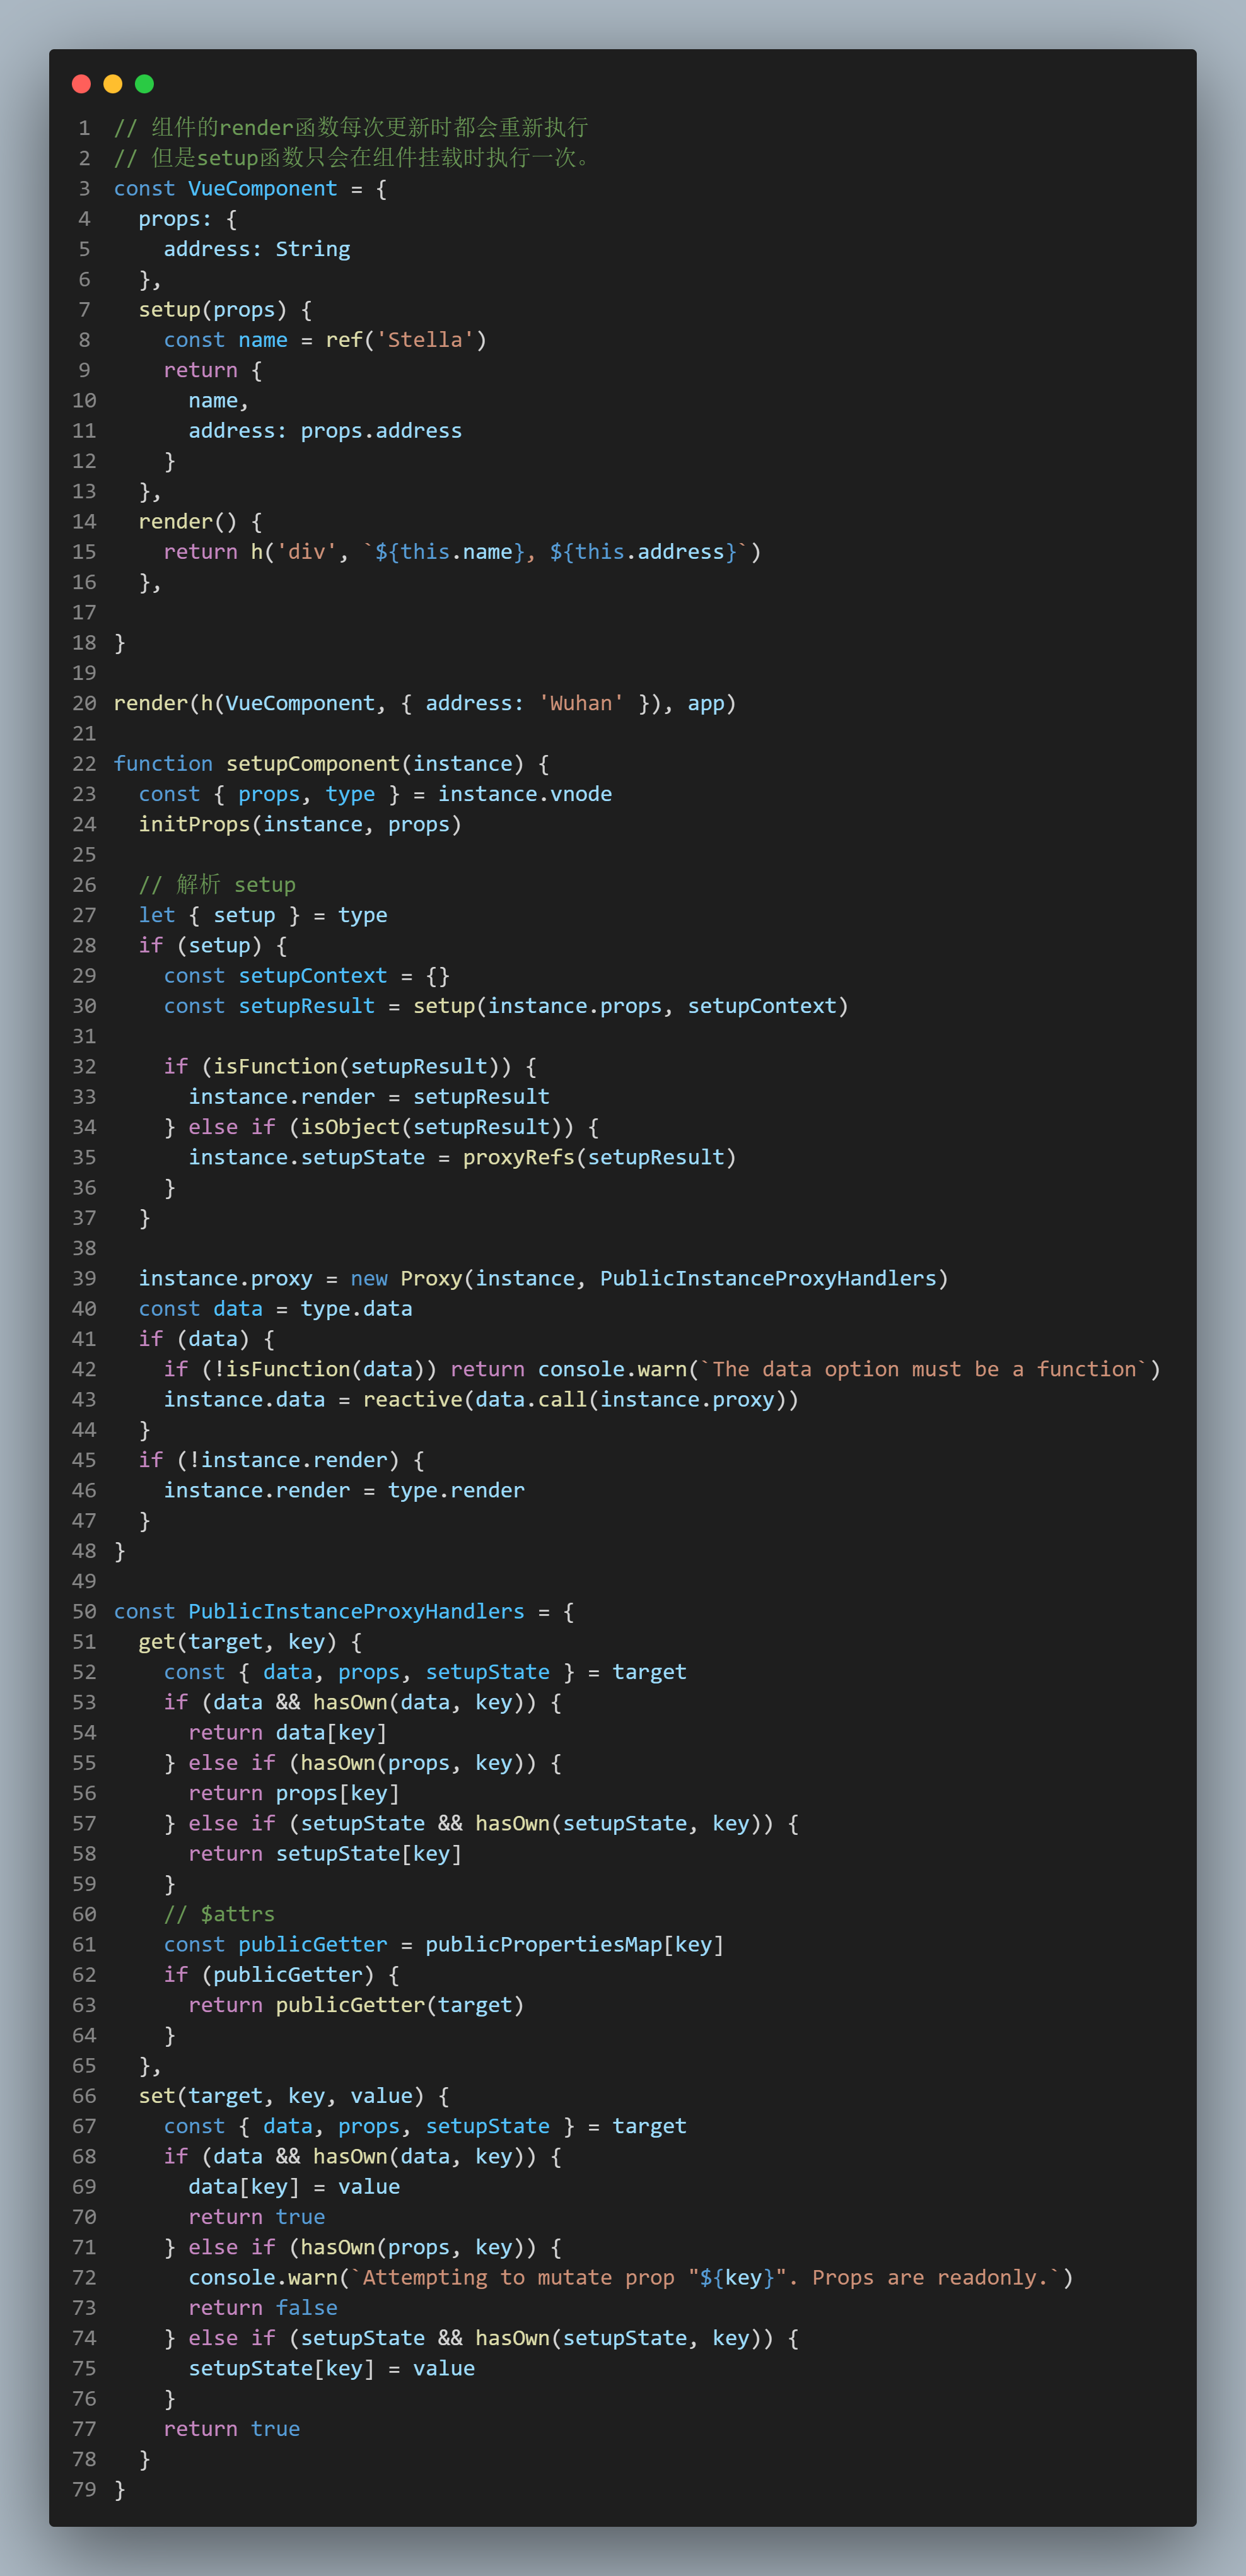 1 // 组件的render函数每次更新时都会重新执行
2 // 但是setup函数只会在组件挂载时执行一次。
3 const VueComponent = {
4   props: {
5     address: String
6   },
7   setup(props) {
8     const name = ref('Stella')
9     return {
10       name,
11       address: props.address
12     }
13   },
14   render() {
15     return h('div', `${this.name}, ${this.address}`)
16   },
17
18 }
19
20 render(h(VueComponent, { address: 'Wuhan' }), app)
21
22 function setupComponent(instance) {
23   const { props, type } = instance.vnode
24   initProps(instance, props)
25
26   // 解析 setup
27   let { setup } = type
28   if (setup) {
29     const setupContext = {}
30     const setupResult = setup(instance.props, setupContext)
31
32     if (isFunction(setupResult)) {
33       instance.render = setupResult
34     } else if (isObject(setupResult)) {
35       instance.setupState = proxyRefs(setupResult)
36     }
37   }
38
39   instance.proxy = new Proxy(instance, PublicInstanceProxyHandlers)
40   const data = type.data
41   if (data) {
42     if (!isFunction(data)) return console.warn(`The data option must be a function`)
43     instance.data = reactive(data.call(instance.proxy))
44   }
45   if (!instance.render) {
46     instance.render = type.render
47   }
48 }
49
50 const PublicInstanceProxyHandlers = {
51   get(target, key) {
52     const { data, props, setupState } = target
53     if (data && hasOwn(data, key)) {
54       return data[key]
55     } else if (hasOwn(props, key)) {
56       return props[key]
57     } else if (setupState && hasOwn(setupState, key)) {
58       return setupState[key]
59     }
60     // $attrs
61     const publicGetter = publicPropertiesMap[key]
62     if (publicGetter) {
63       return publicGetter(target)
64     }
65   },
66   set(target, key, value) {
67     const { data, props, setupState } = target
68     if (data && hasOwn(data, key)) {
69       data[key] = value
70       return true
71     } else if (hasOwn(props, key)) {
72       console.warn(`Attempting to mutate prop "${key}". Props are readonly.`)
73       return false
74     } else if (setupState && hasOwn(setupState, key)) {
75       setupState[key] = value
76     }
77     return true
78   }
79 }